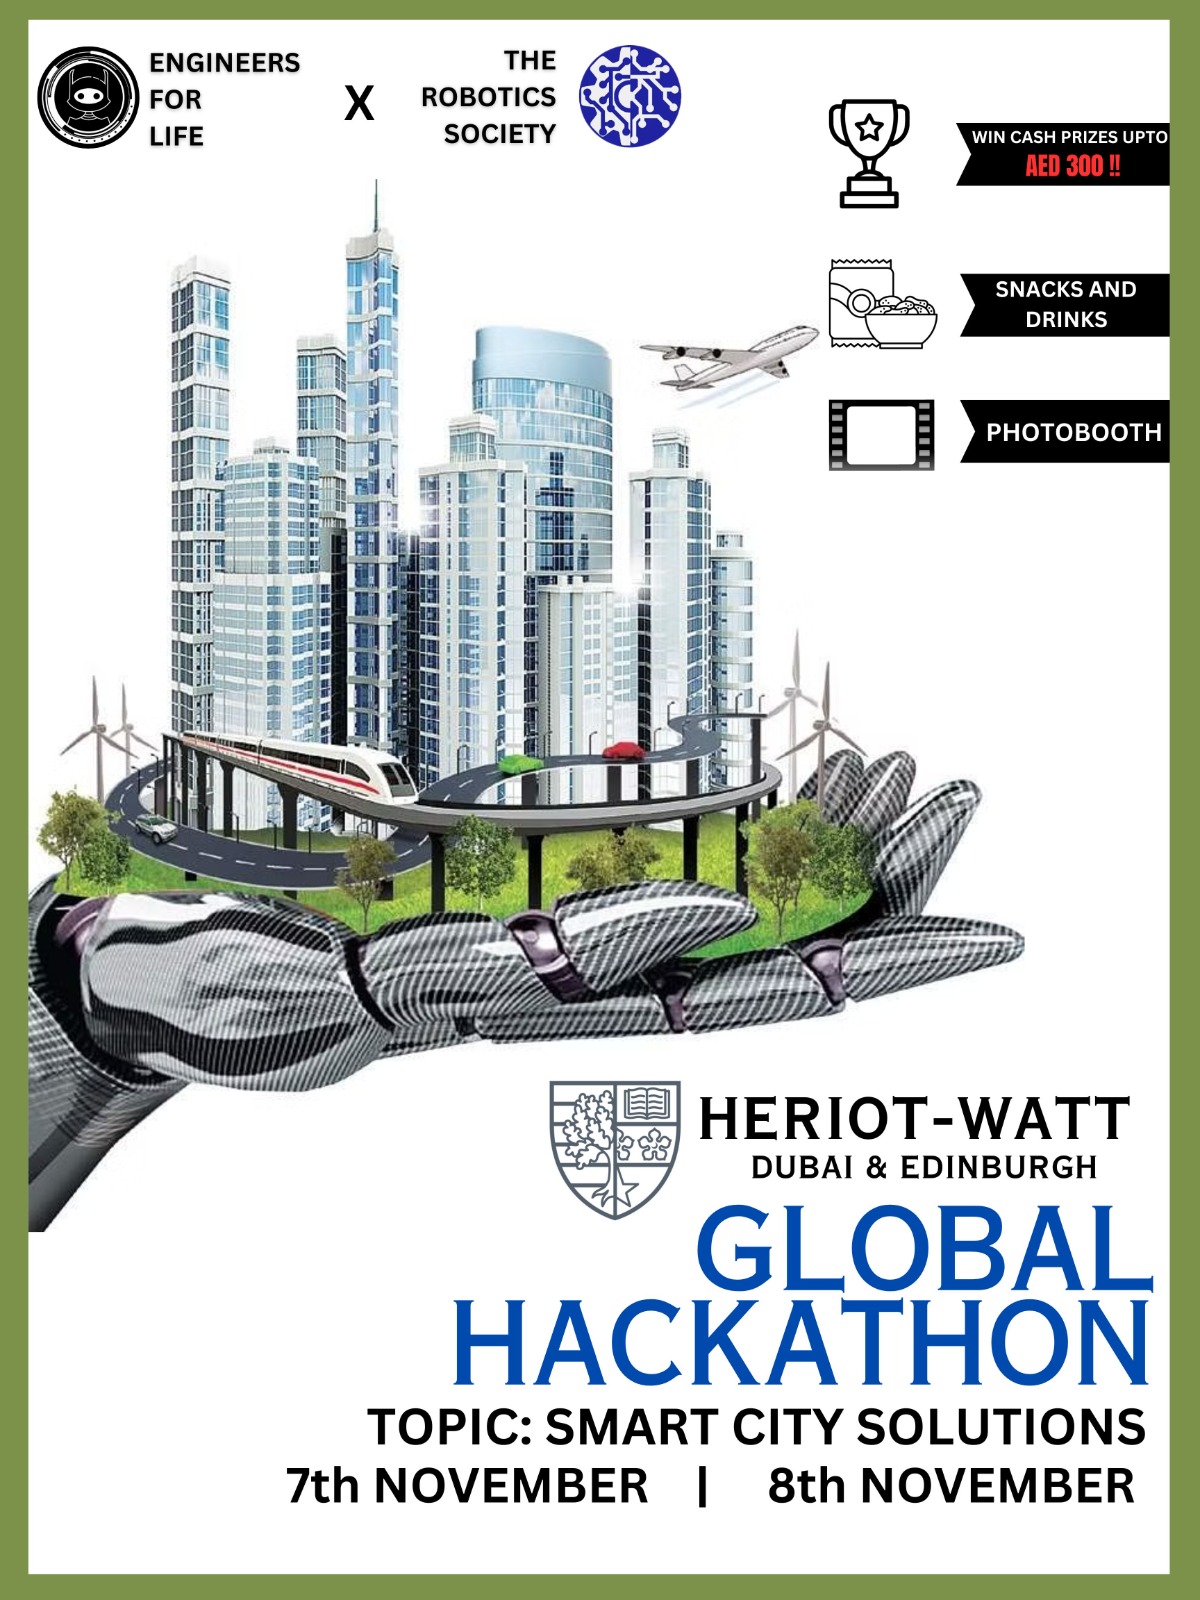 ENGINEERS
FOR
LIFE
X
THE
ROBOTICS
SOCIETY
WIN CASH PRIZES UPTO
AED 300 !!
SNACKS AND
DRINKS
PHOTOBOOTH
HERIOT-WATT
DUBAI & EDINBURGH
GLOBAL
HACKATHON
TOPIC: SMART CITY SOLUTIONS
7th NOVEMBER | 8th NOVEMBER